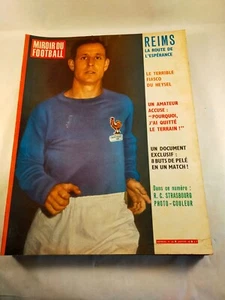 MIROIR DU
FOOTBALL
REIMS
LA ROUTE DE
L'ESPÉRANCE
LE TERRIBLE
FIASCO
DU HEYSEL
UN AMATEUR
ACCUSE :
"POURQUOI,
J'AI QUITTÉ
LE TERRAIN !"
UN DOCUMENT
EXCLUSIF :
8 BUTS DE PELÉ
EN UN MATCH !
Dans ce numéro :
R. C. STRASBOURG
PHOTO-COULEUR